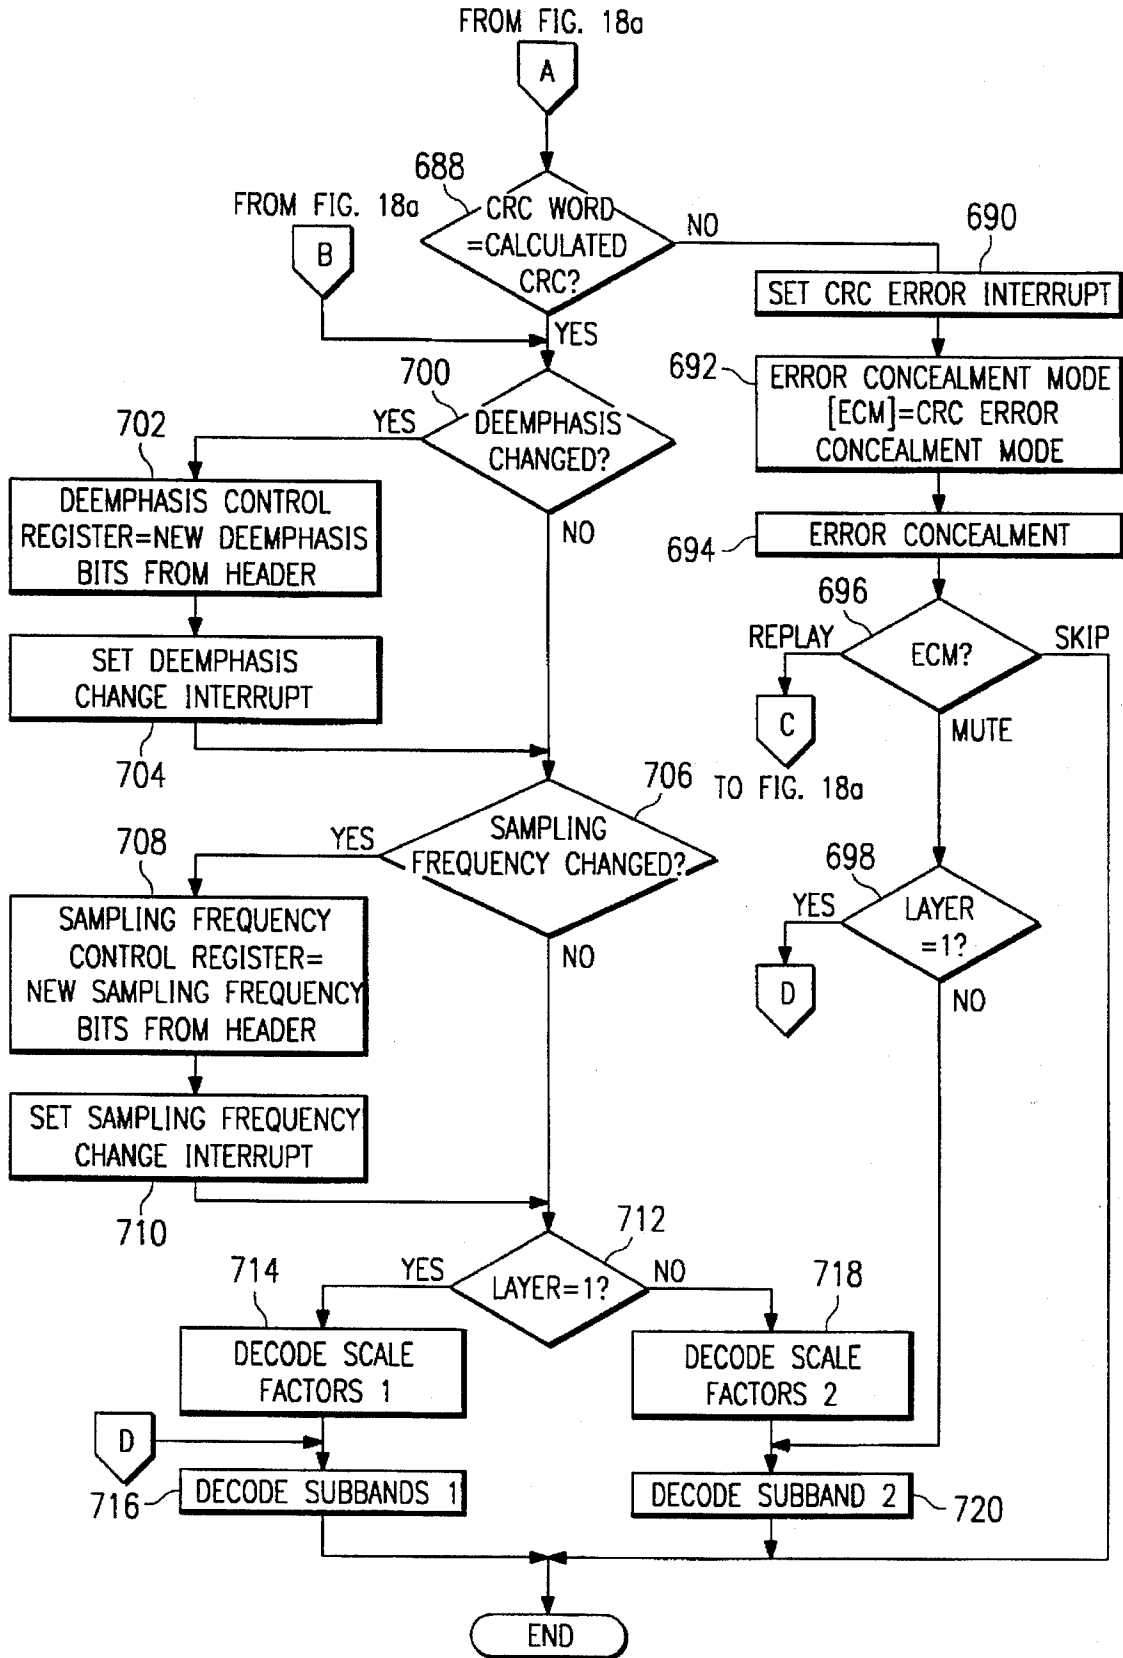 FROM FIG. 18a
A
688
CRC WORD
=CALCULATED
CRC?
NO
690
FROM FIG. 18a
B
SET CRC ERROR INTERRUPT
YES
700
692
ERROR CONCEALMENT MODE
[ECM]=CRC ERROR
CONCEALMENT MODE
YES
DEEMPHASIS
CHANGED?
702
DEEMPHASIS CONTROL
REGISTER=NEW DEEMPHASIS
BITS FROM HEADER
NO
694
ERROR CONCEALMENT
696
REPLAY
ECM?
SKIP
SET DEEMPHASIS
CHANGE INTERRUPT
704
C
MUTE
TO FIG. 18a
706
SAMPLING
FREQUENCY CHANGED?
YES
708
NO
698
YES
LAYER
=1?
SAMPLING FREQUENCY
CONTROL REGISTER=
NEW SAMPLING FREQUENCY
BITS FROM HEADER
D
NO
SET SAMPLING FREQUENCY
CHANGE INTERRUPT
710
712
714
YES
LAYER=1?
NO
718
DECODE SCALE
FACTORS 1
DECODE SCALE
FACTORS 2
D
716
DECODE SUBBANDS 1
DECODE SUBBAND 2
720
END